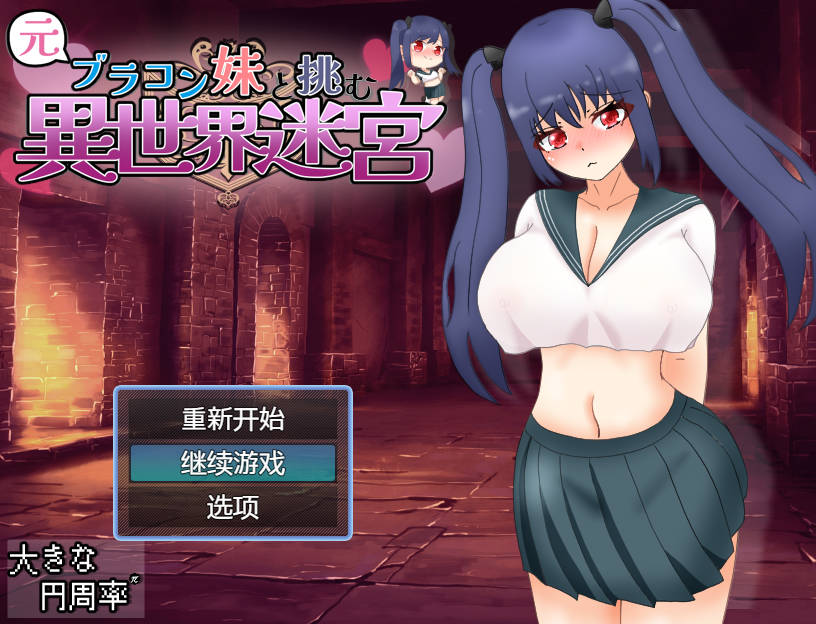 元
ブラコン妹と挑む
異世界迷宮
重新开始
继续游戏
选项
大きな
円周率π